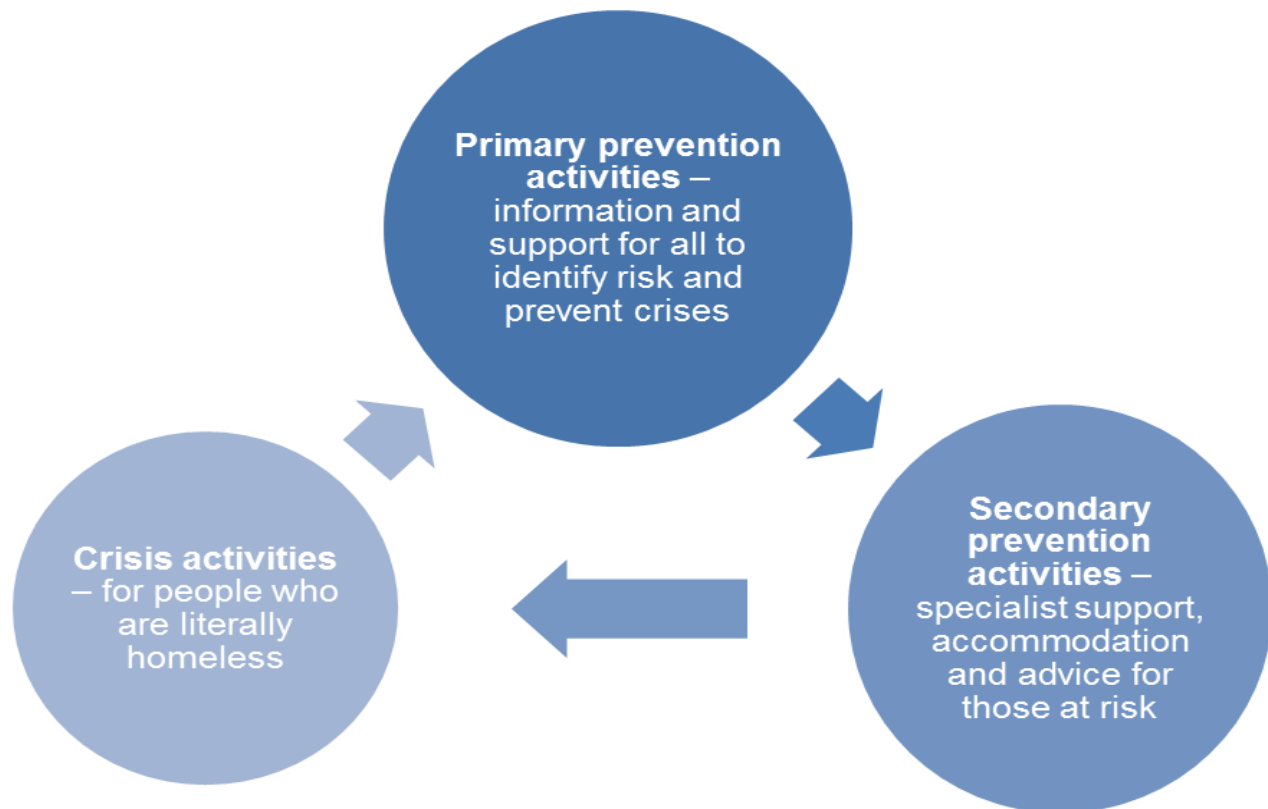 Primary prevention
activities –
information and
support for all to
identify risk and
prevent crises
Secondary
prevention
activities –
specialist support,
accommodation
and advice for
those at risk
Crisis activities
– for people who
are literally
homeless